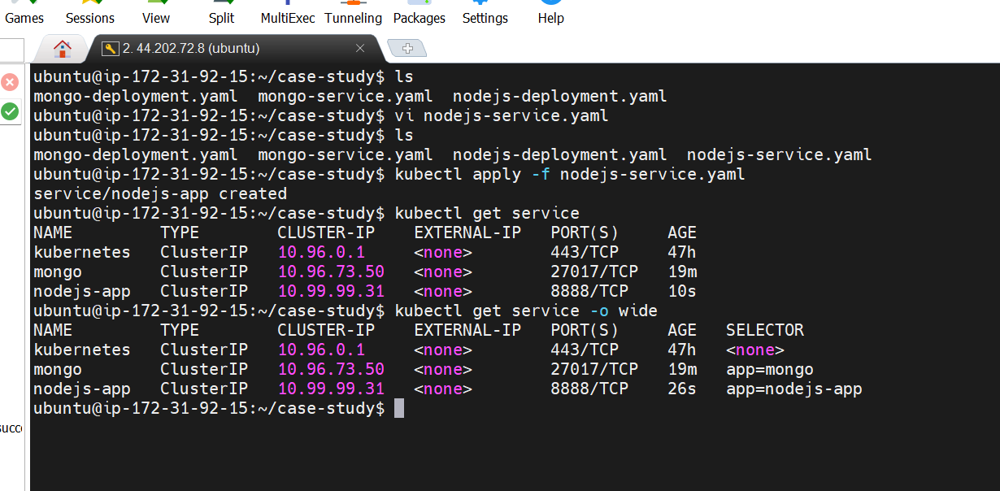 Games Sessions View Split MultiExec Tunneling Packages Settings Help
2. 44.202.72.8 (ubuntu)
ubuntu@ip-172-31-92-15:~/case-study$ ls
mongo-deployment.yaml mongo-service.yaml nodejs-deployment.yaml
ubuntu@ip-172-31-92-15:~/case-study$ vi nodejs-service.yaml
ubuntu@ip-172-31-92-15:~/case-study$ ls
mongo-deployment.yaml mongo-service.yaml nodejs-deployment.yaml nodejs-service.yaml
ubuntu@ip-172-31-92-15:~/case-study$ kubectl apply -f nodejs-service.yaml
service/nodejs-app created
ubuntu@ip-172-31-92-15:~/case-study$ kubectl get service
NAME TYPE CLUSTER-IP EXTERNAL-IP PORT(S) AGE
kubernetes ClusterIP 10.96.0.1 <none> 443/TCP 47h
mongo ClusterIP 10.96.73.50 <none> 27017/TCP 19m
nodejs-app ClusterIP 10.99.99.31 <none> 8888/TCP 10s
ubuntu@ip-172-31-92-15:~/case-study$ kubectl get service -o wide
NAME TYPE CLUSTER-IP EXTERNAL-IP PORT(S) AGE SELECTOR
kubernetes ClusterIP 10.96.0.1 <none> 443/TCP 47h <none>
mongo ClusterIP 10.96.73.50 <none> 27017/TCP 19m app=mongo
nodejs-app ClusterIP 10.99.99.31 <none> 8888/TCP 26s app=nodejs-app
ubuntu@ip-172-31-92-15:~/case-study$